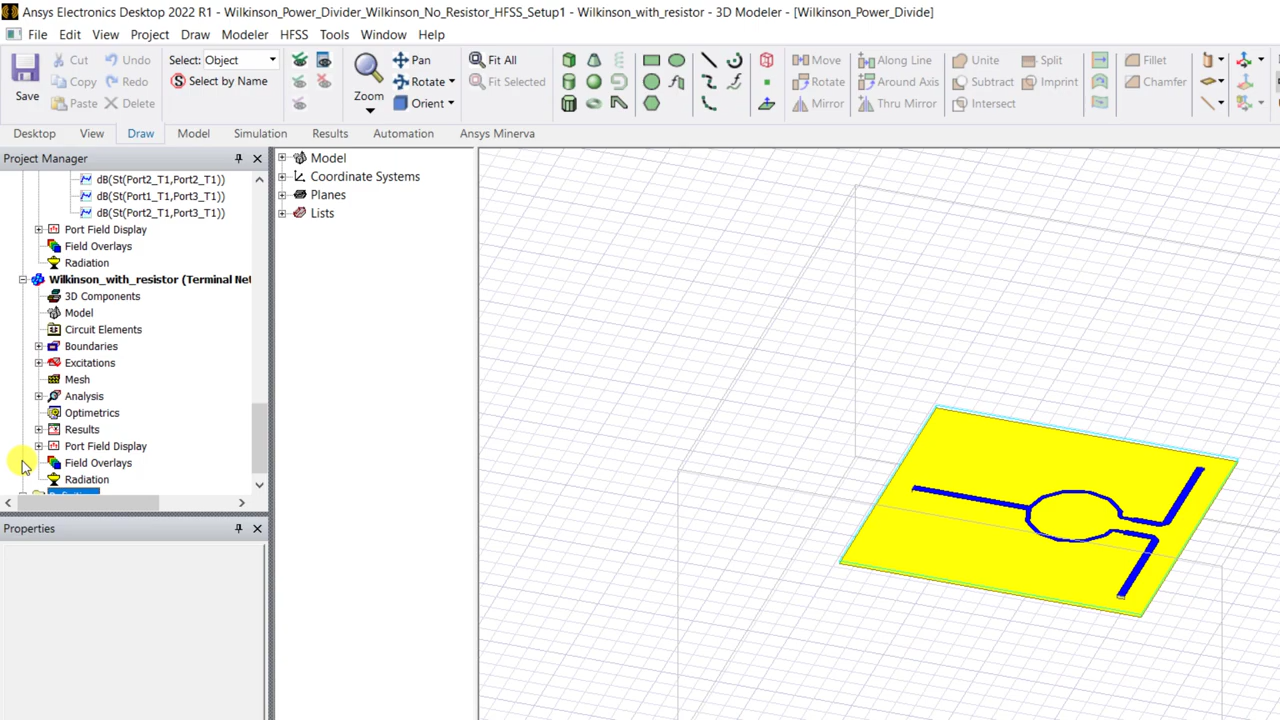 Ansys Electronics Desktop 2022 R1 - Wilkinson_Power_Divider_Wilkinson_No_Resistor_HFSS_Setup1 - Wilkinson_with_resistor - 3D Modeler - [Wilkinson_Power_Divide)]
File Edit View Project Draw Modeler HFSS Tools Window Help
Save
Cut
Copy
Paste
Undo
Redo
Delete
Select: Object
Select by Name
Zoom
Pan
Rotate
Orient
Fit All
Fit Selected
Move
Rotate
Mirror
Along Line
Around Axis
Thru Mirror
Unite
Subtract
Intersect
Split
Imprint
Fillet
Chamfer
Desktop View Draw Model Simulation Results Automation Ansys Minerva
Project Manager
dB(St(Port2_T1,Port2_T1))
dB(St(Port1_T1,Port3_T1))
dB(St(Port2_T1,Port3_T1))
Port Field Display
Field Overlays
Radiation
Wilkinson_with_resistor (Terminal Net
3D Components
Model
Circuit Elements
Boundaries
Excitations
Mesh
Analysis
Optimetrics
Results
Port Field Display
Field Overlays
Radiation
Properties
Model
Coordinate Systems
Planes
Lists